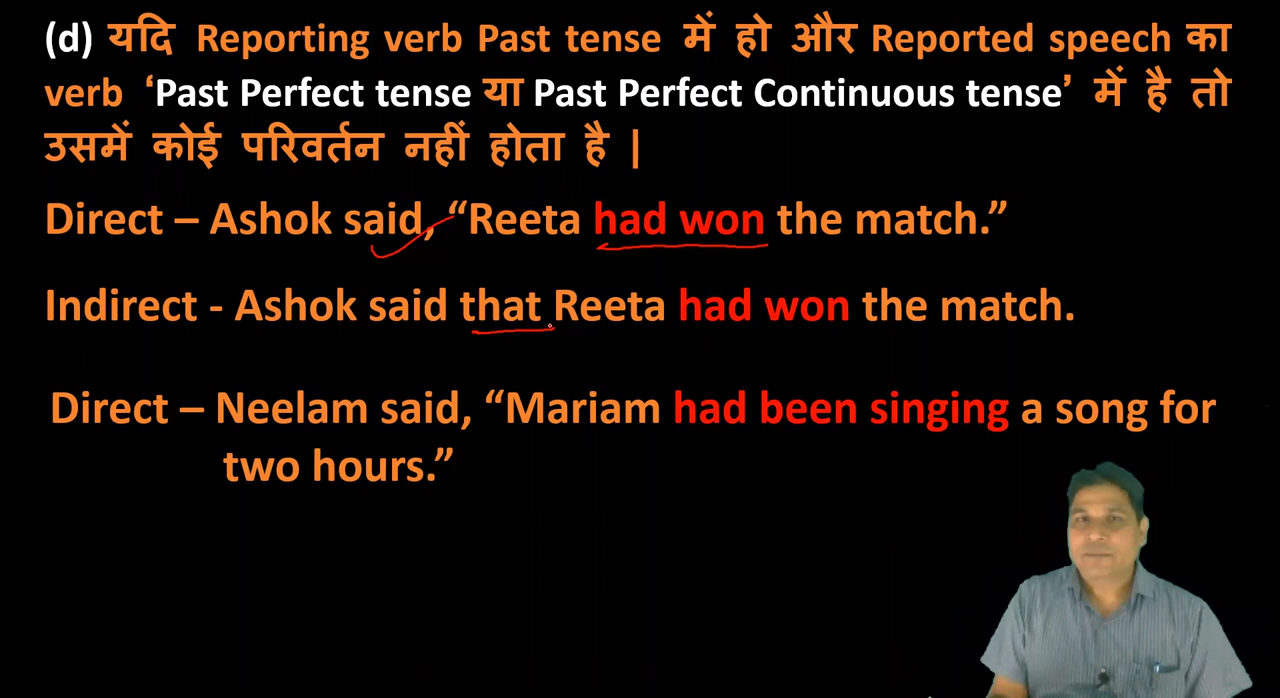 (d) यदि Reporting verb Past tense में हो और Reported speech का
verb ‘Past Perfect tense या Past Perfect Continuous tense’ में है तो
उसमें कोई परिवर्तन नहीं होता है |
Direct – Ashok said, “Reeta had won the match.”
Indirect - Ashok said that Reeta had won the match.
Direct – Neelam said, “Mariam had been singing a song for
two hours.”